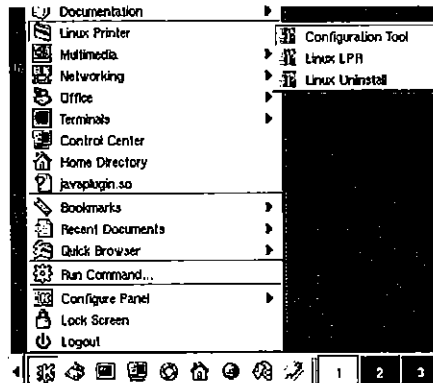 Documentation
Linux Printer
Multimedia
Networking
Office
Terminals
Control Center
Home Directory
javaplugin.so
Bookmarks
Recent Documents
Quick Browser
Run Command...
Configure Panel
Lock Screen
Logout
Configuration Tool
Linux LPR
Linux Uninstall
1 2 3